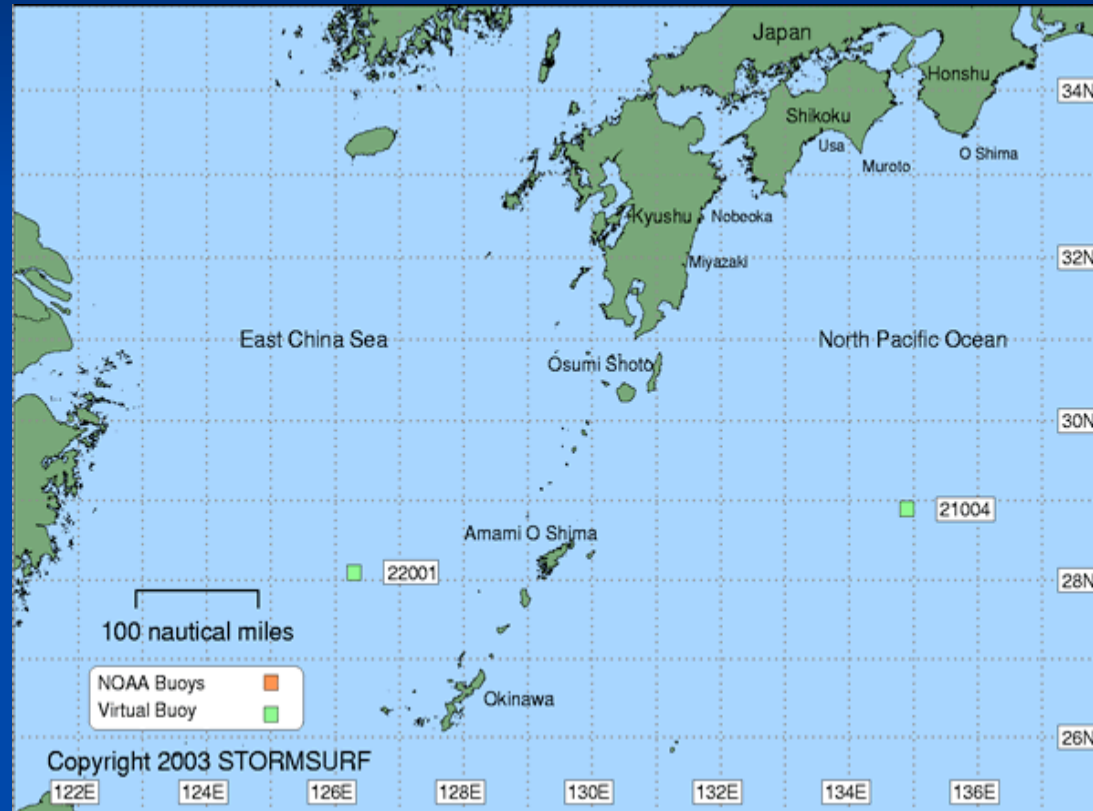 Japan
Honshu
34N
Shikoku
Usa
O Shima
Muroto
Kyushu
Nobeoka
32N
Miyazaki
East China Sea
North Pacific Ocean
Osumi Shoto
30N
21004
Amami O Shima
22001
28N
100 nautical miles
NOAA Buoys
Okinawa
Virtual Buoy
26N
Copyright 2003 STORMSURF
122E
124E
126E
128E
130E
132E
134E
136E